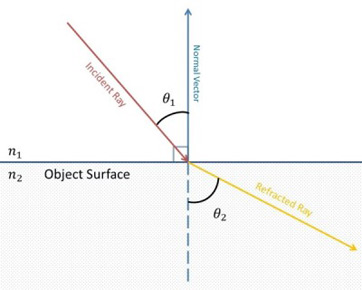 Normal Vector
Incident Ray
θ₁
n₁
n₂ Object Surface
Refracted Ray
θ₂